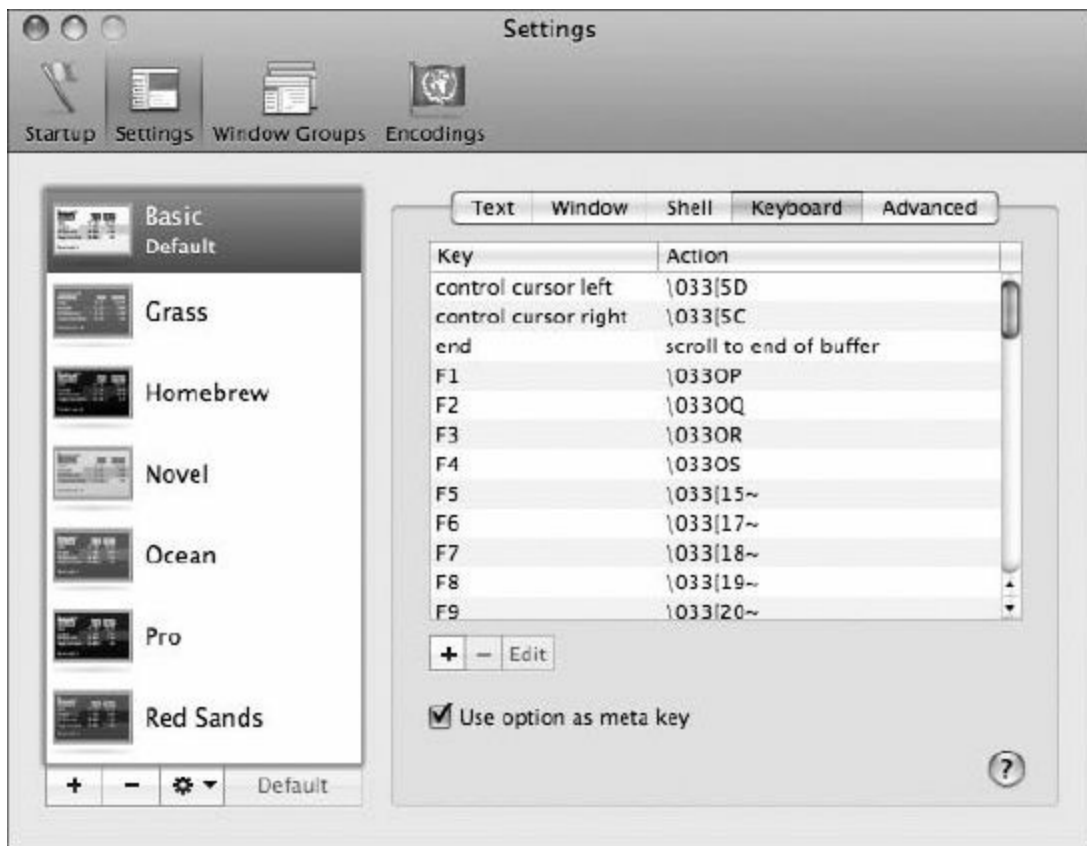 Settings
Startup Settings Window Groups Encodings
Basic
Default
Grass
Homebrew
Novel
Ocean
Pro
Red Sands
+ − Default
Text Window Shell Keyboard Advanced
Key Action
control cursor left \033[5D
control cursor right \033[5C
end scroll to end of buffer
F1 \033OP
F2 \033OQ
F3 \033OR
F4 \033OS
F5 \033[15~
F6 \033[17~
F7 \033[18~
F8 \033[19~
F9 \033[20~
+ − Edit
Use option as meta key
?